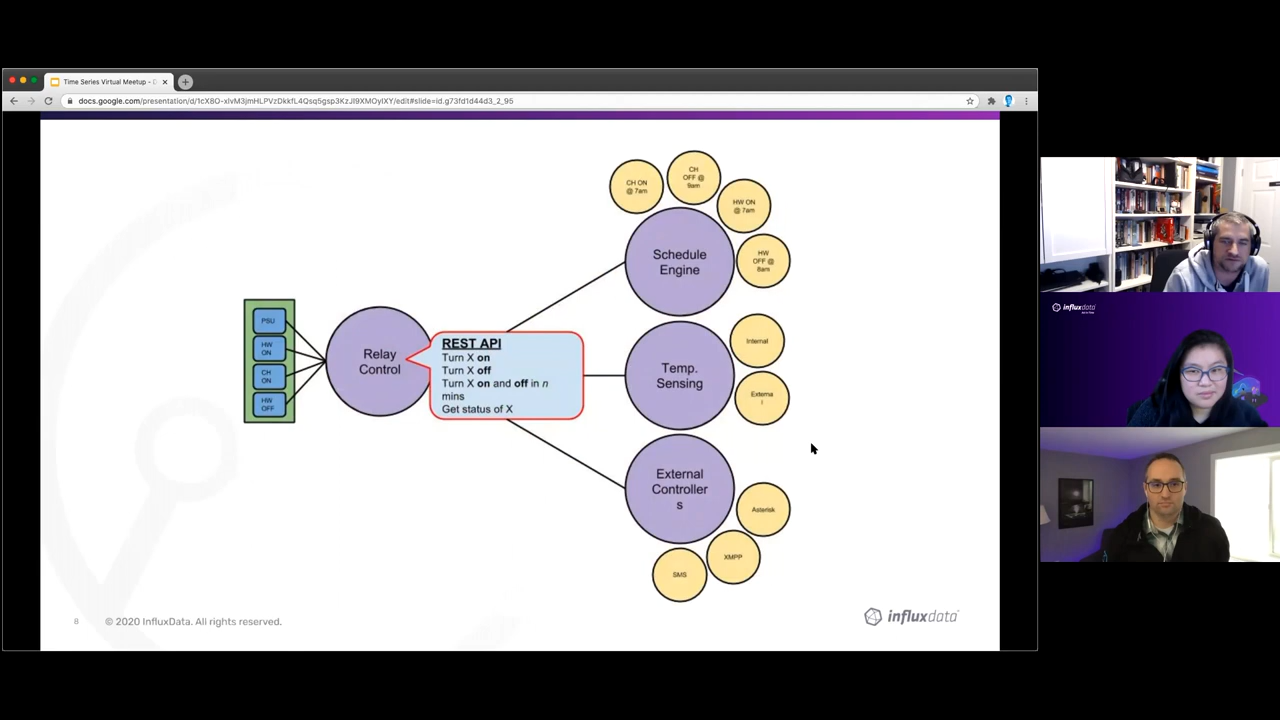 Time Series Virtual Meetup - D
docs.google.com/presentation/d/1cX8O-xIvM3jmHLPVzDkkfL4Qsq5gsp3KzJI9XMOyIXY/edit#slide=id.g73fd1d44d3_2_95
CH ON
@ 7am
CH
OFF @
9am
HW ON
@ 7am
HW
OFF @
8am
Schedule
Engine
PSU
HW
ON
CH
ON
HW
OFF
Relay
Control
REST API
Turn X on
Turn X off
Turn X on and off in n
mins
Get status of X
Temp.
Sensing
Internal
Externa
l
External
Controller
s
Asterisk
XMPP
SMS
8
© 2020 InfluxData. All rights reserved.
influxdata
influxdata